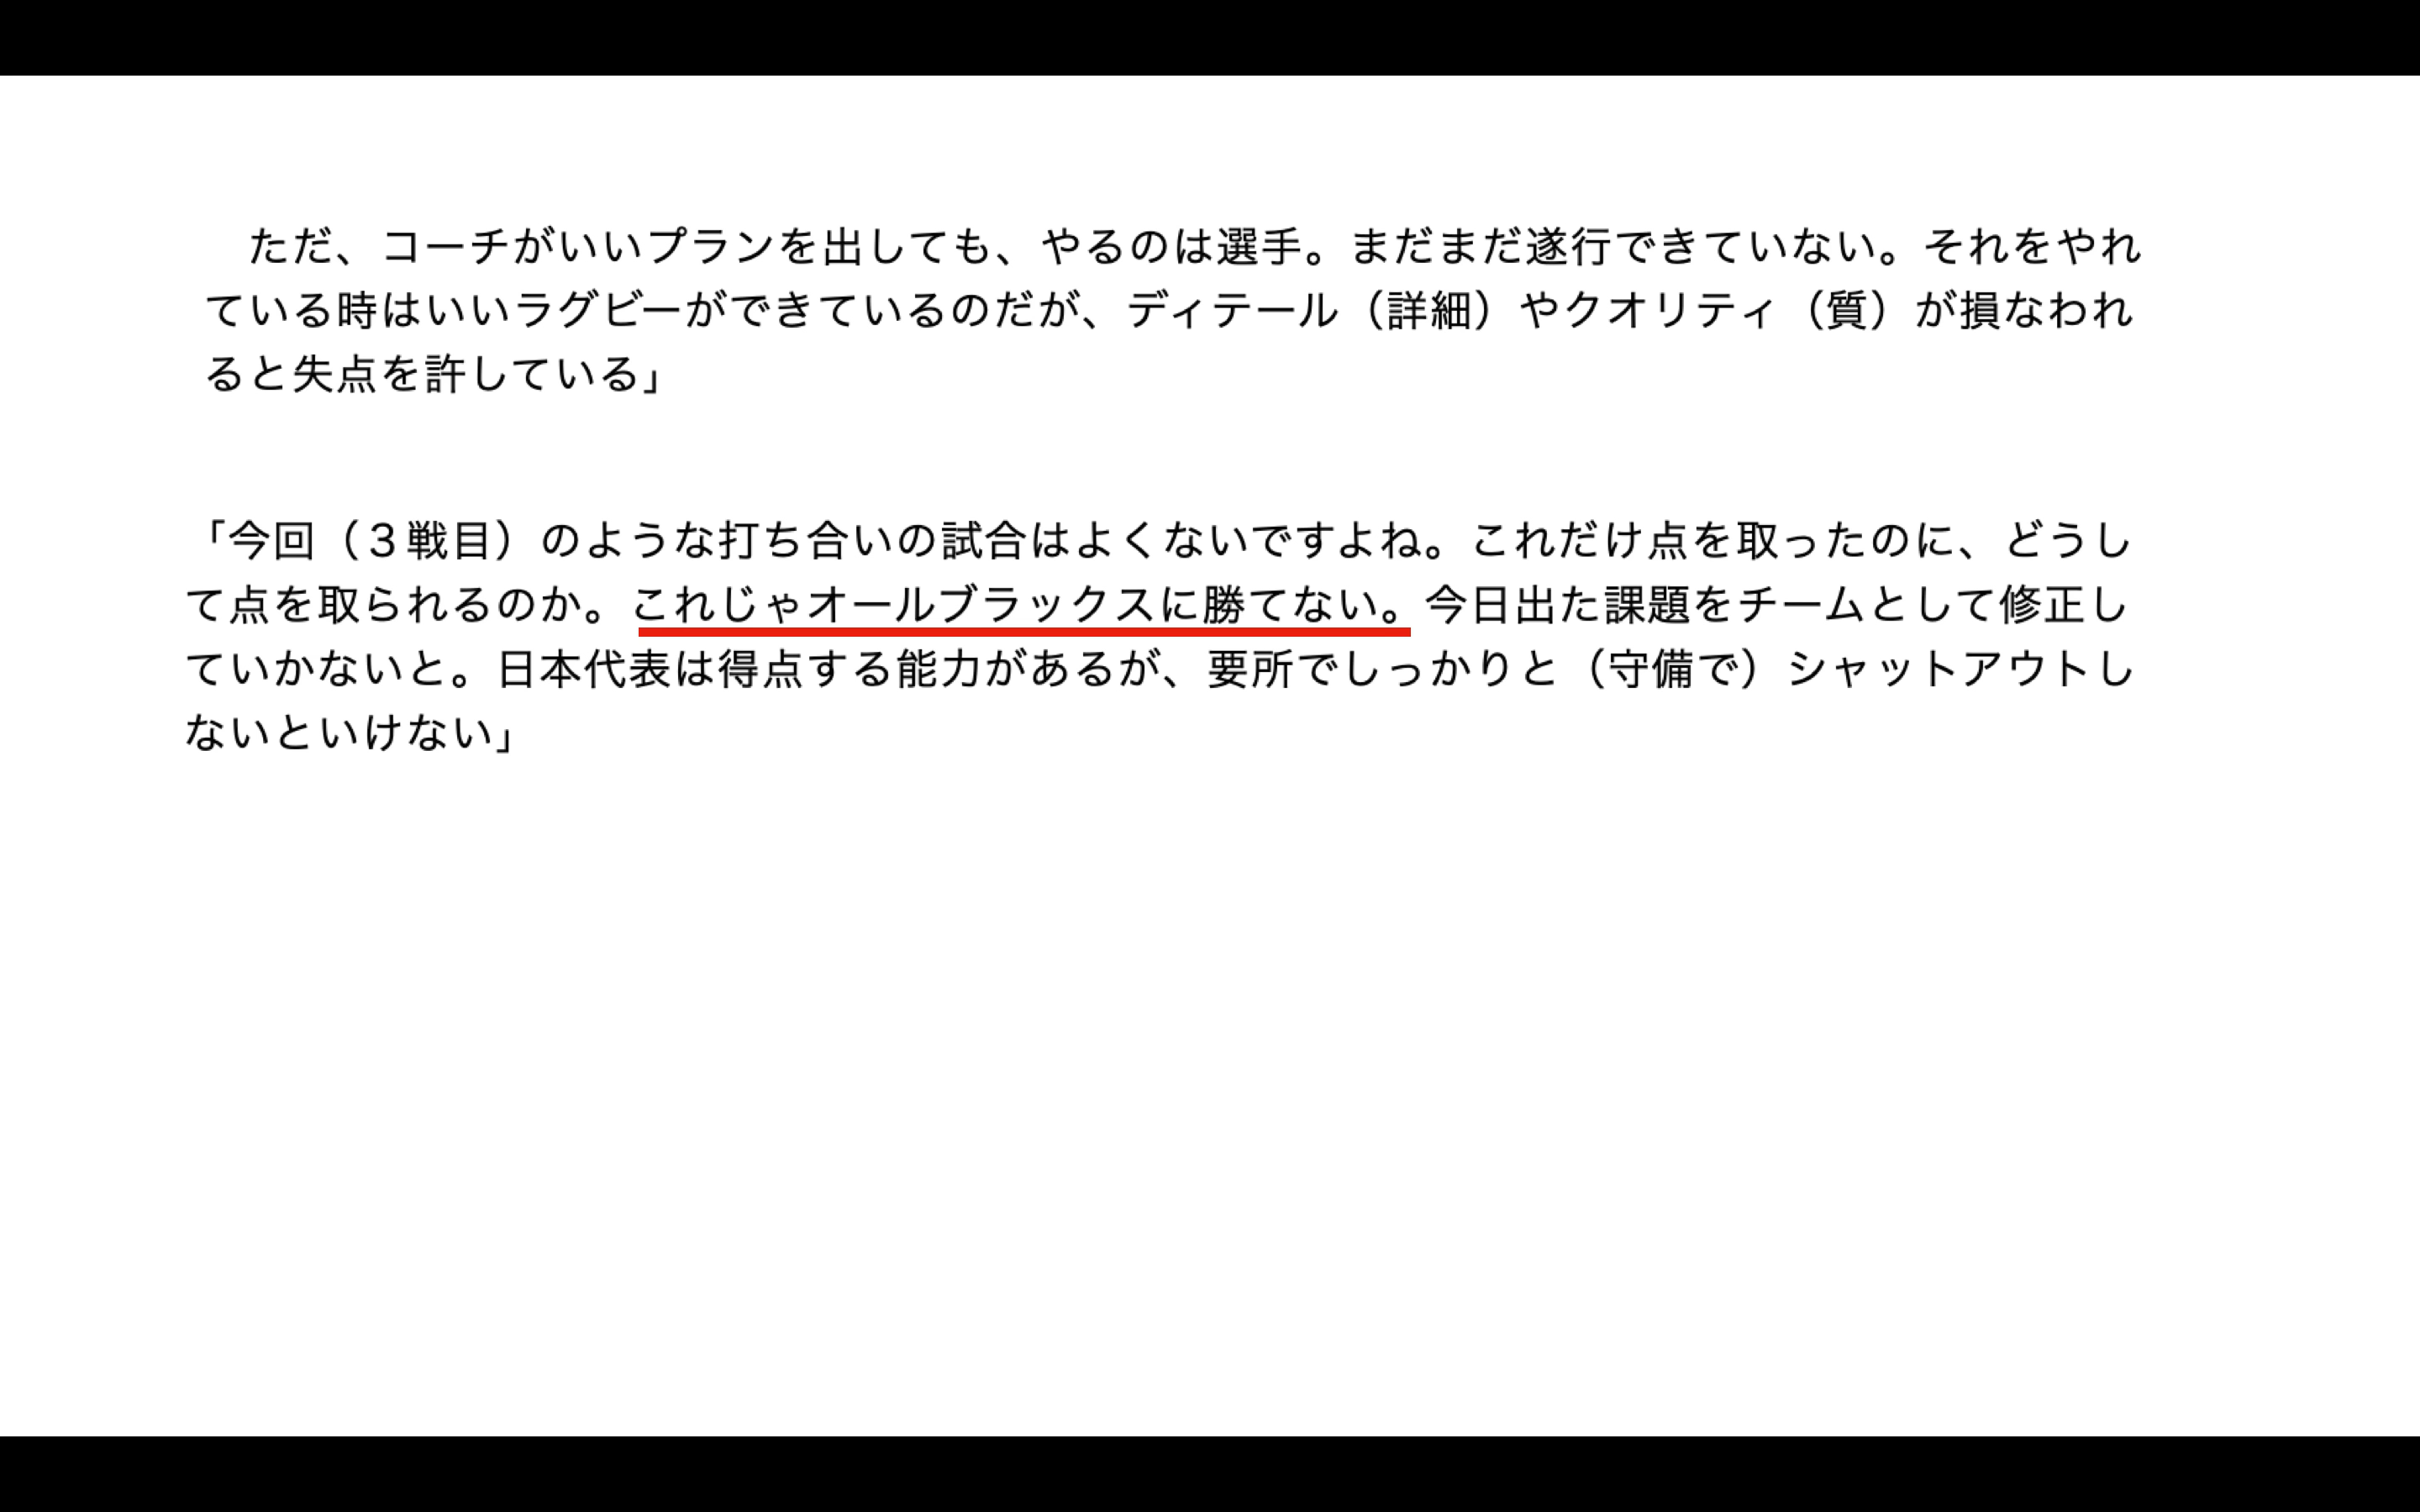 ただ、コーチがいいプランを出しても、やるのは選手。まだまだ遂行できていない。それをやれ
ている時はいいラグビーができているのだが、ディテール（詳細）やクオリティ（質）が損なわれ
ると失点を許している」
「今回（３戦目）のような打ち合いの試合はよくないですよね。これだけ点を取ったのに、どうし
て点を取られるのか。これじゃオールブラックスに勝てない。今日出た課題をチームとして修正し
ていかないと。日本代表は得点する能力があるが、要所でしっかりと（守備で）シャットアウトし
ないといけない」